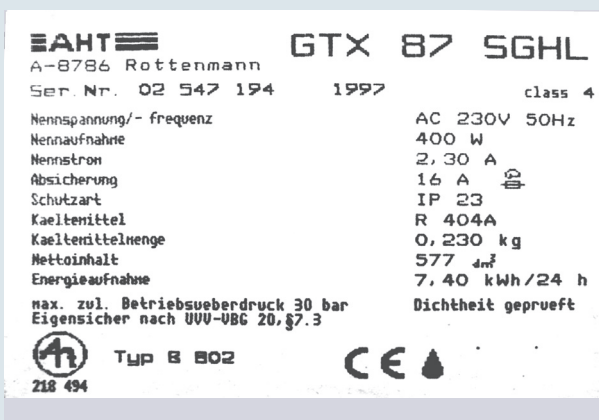 AHT GTX 87 SGHL
A-8786 Rottenmann
Ser. Nr. 02 547 194 1997 class 4
Nennspannung/- frequenz AC 230V 50Hz
Nennaufnahme 400 W
Nennstrom 2,30 A
Absicherung 16 A
Schutzart IP 23
Kaeltemittel R 404A
Kaeltemittelmenge 0,230 kg
Nettoinhalt 577 dm³
Energieaufnahme 7,40 kWh/24 h
max. zul. Betriebsueberdruck 30 bar Dichtheit geprueft
Eigensicher nach UVV-VBG 20,§7.3
Typ B 802 CE
218 494